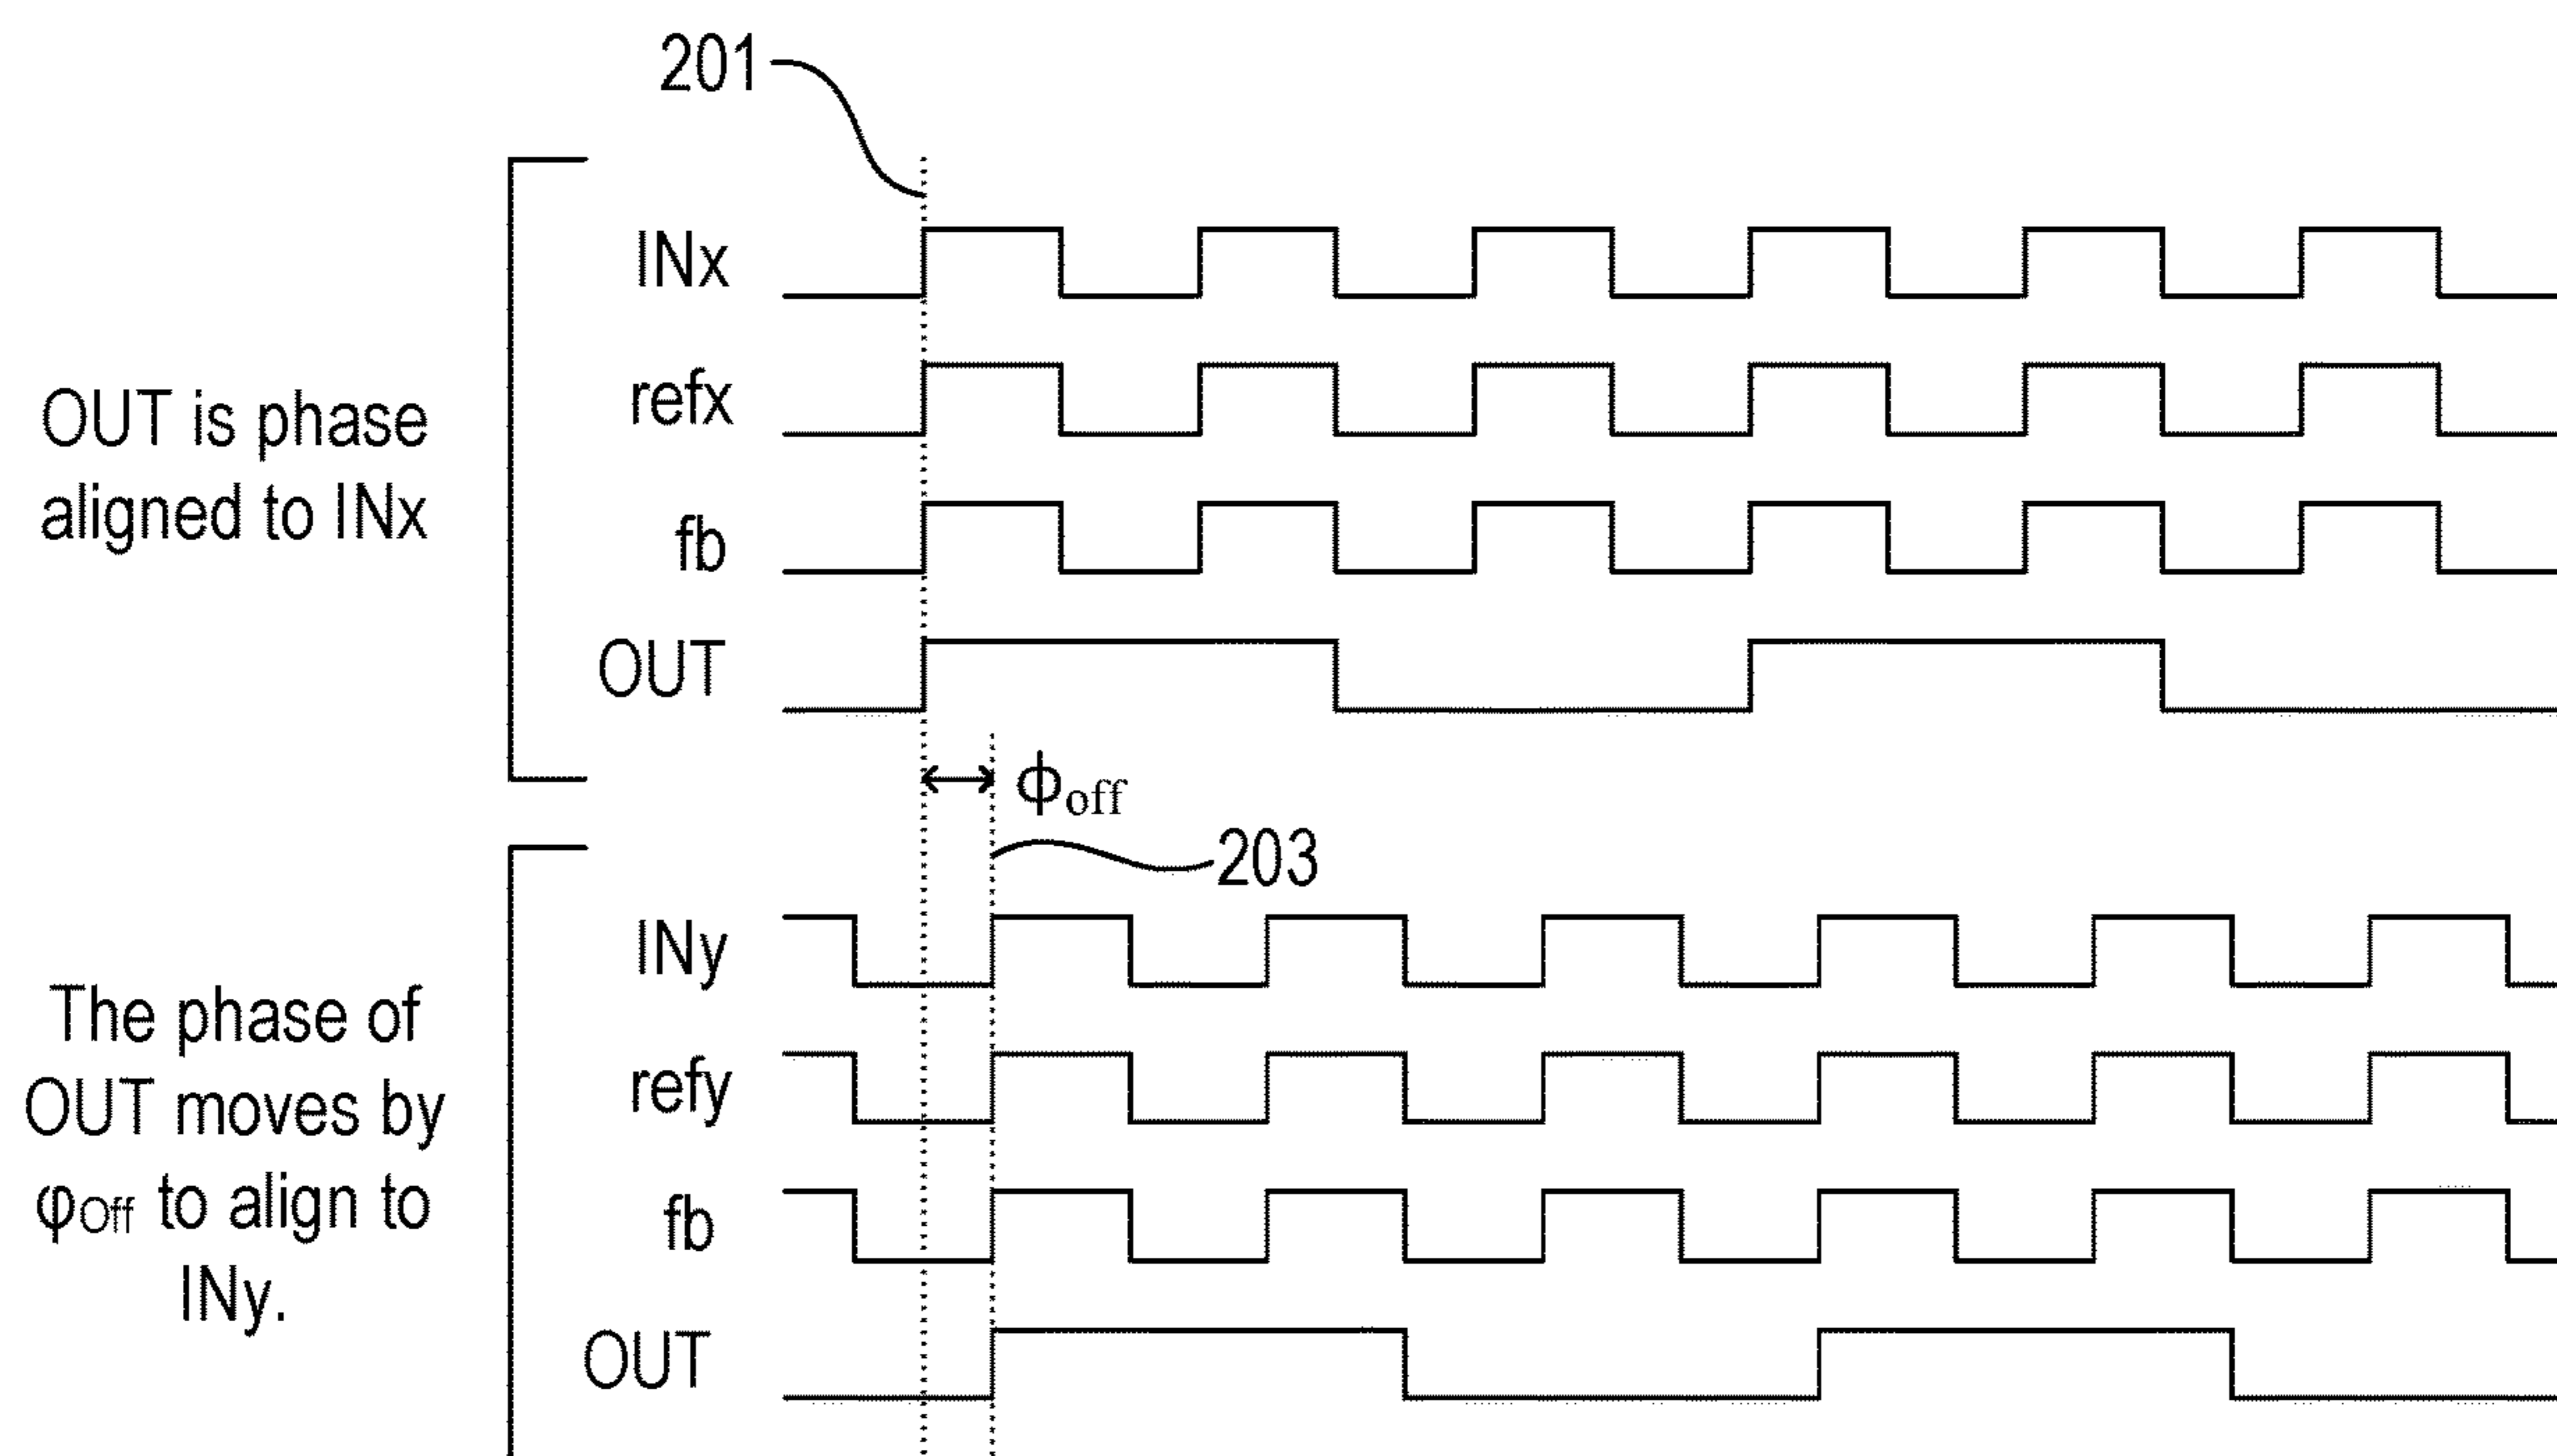 201
INx
refx
OUT is phase
aligned to INx
fb
OUT
ϕoff
203
INy
refy
The phase of
OUT moves by
φOff to align to
INy.
fb
OUT